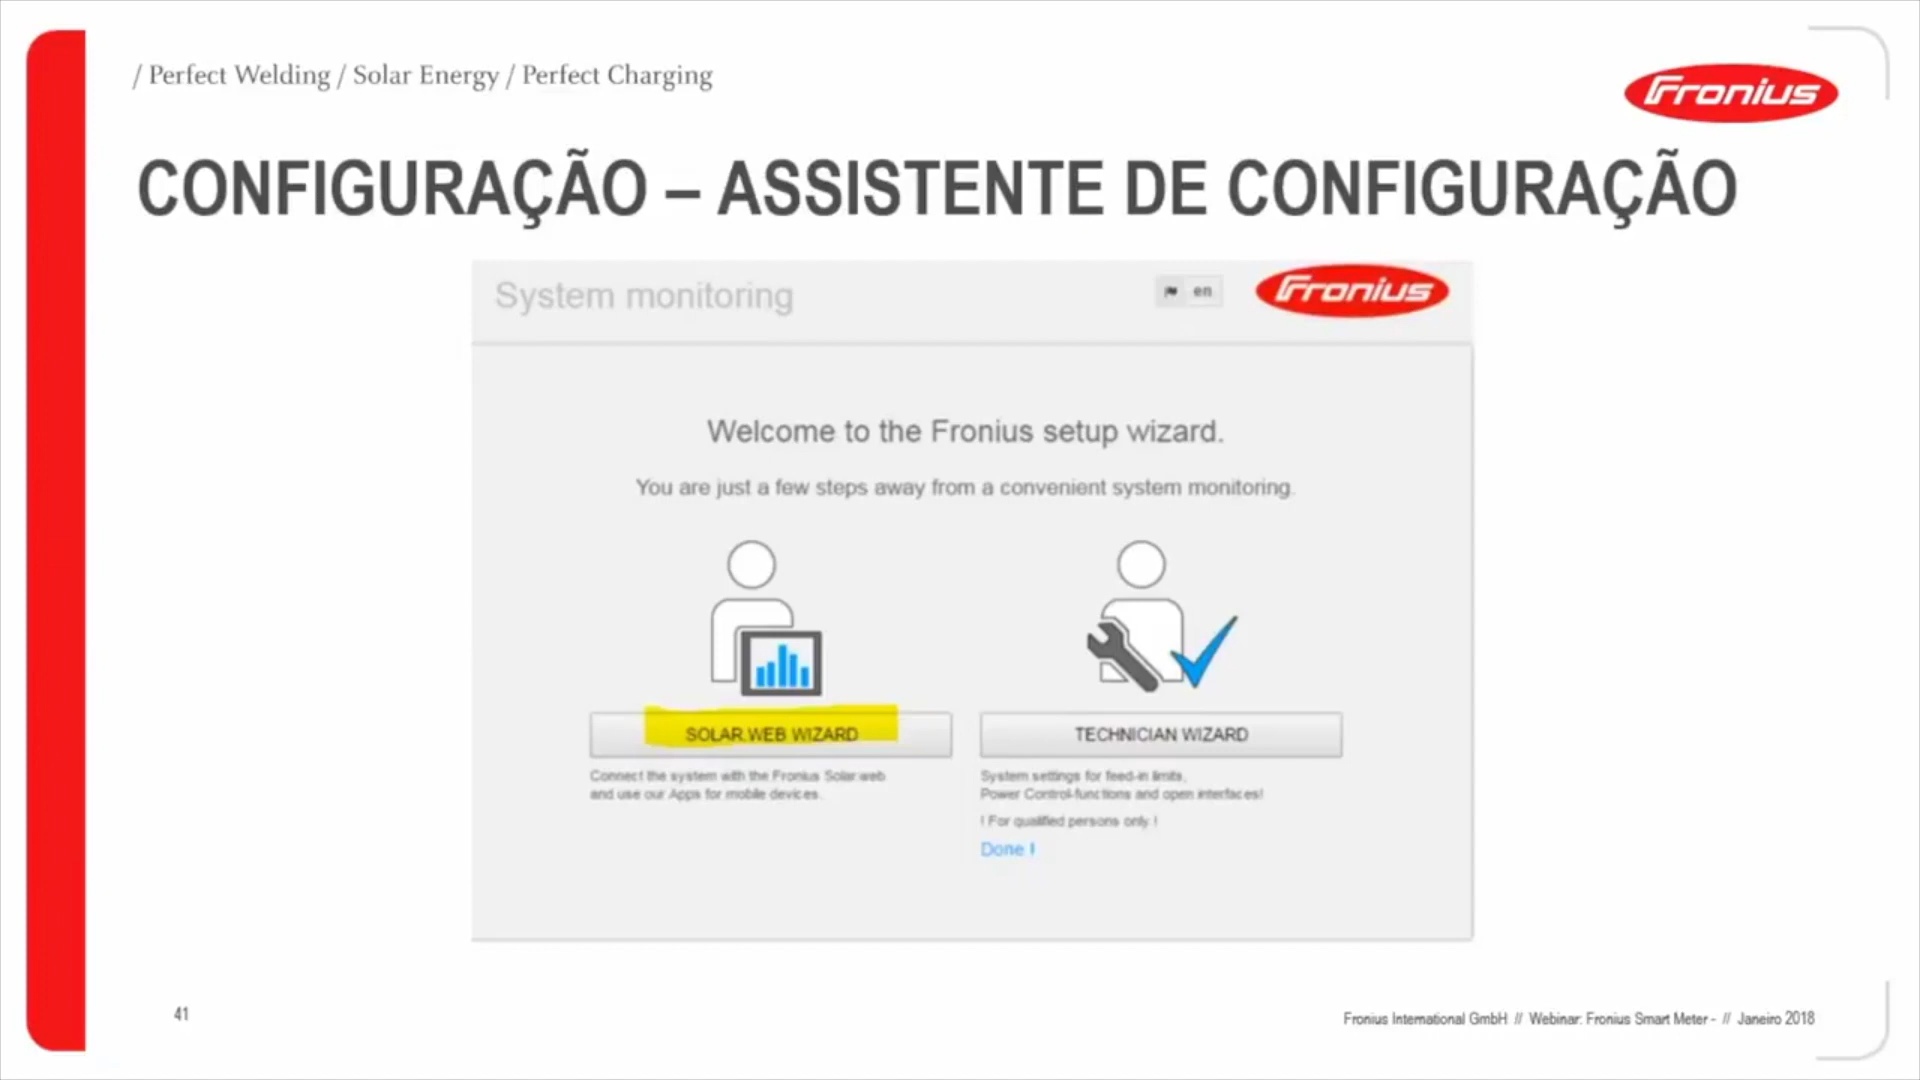 / Perfect Welding / Solar Energy / Perfect Charging
Fronius
CONFIGURAÇÃO – ASSISTENTE DE CONFIGURAÇÃO
System monitoring
en
Fronius
Welcome to the Fronius setup wizard.
You are just a few steps away from a convenient system monitoring.
SOLAR.WEB WIZARD
TECHNICIAN WIZARD
Connect the system with the Fronius Solar.web
and use our Apps for mobile devices.
System settings for feed-in limits,
Power Control-functions and open interfaces!
! For qualified persons only !
Done !
41
Fronius International GmbH // Webinar: Fronius Smart Meter - // Janeiro 2018